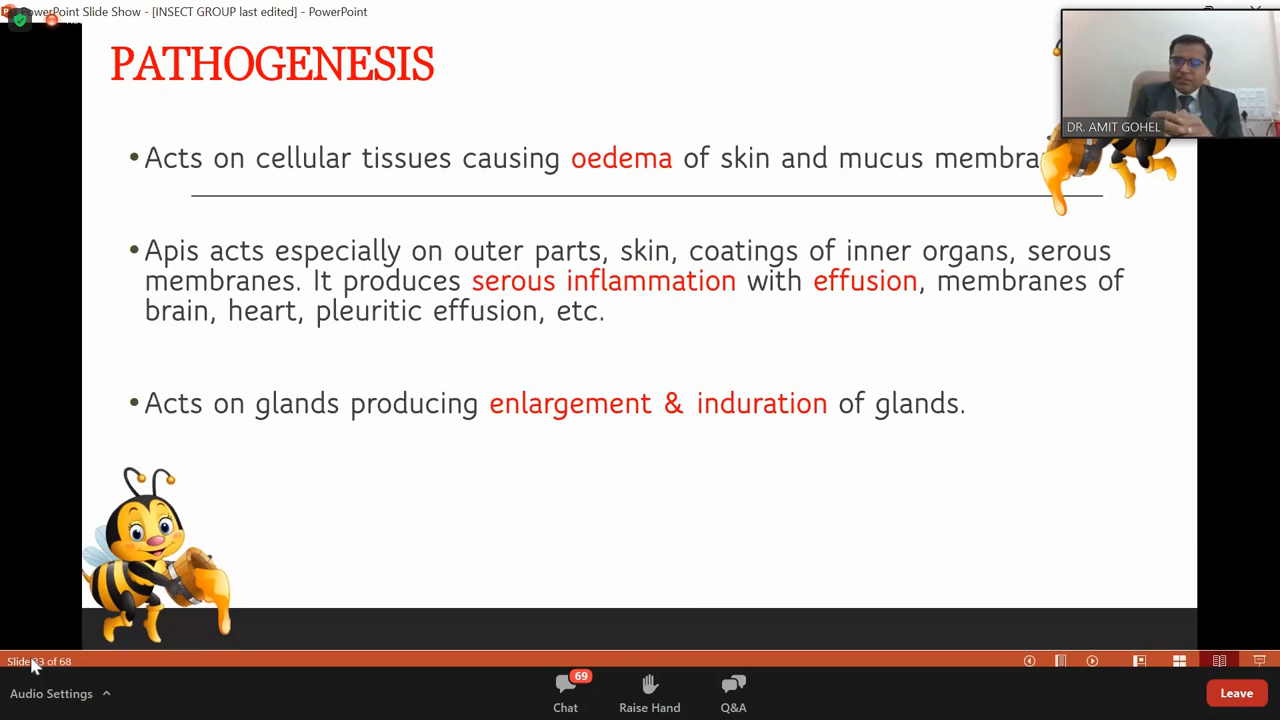 PowerPoint Slide Show - [INSECT GROUP last edited] - PowerPoint
PATHOGENESIS
DR. AMIT GOHEL
• Acts on cellular tissues causing oedema of skin and mucus
• Apis acts especially on outer parts, skin, coatings of inner organs, serous
membranes. It produces serous inflammation with effusion, membranes of
brain, heart, pleuritic effusion, etc.
• Acts on glands producing enlargement & induration of glands.
Slide of 68
Audio Settings
69
Chat
Raise Hand
Q&A
Leave